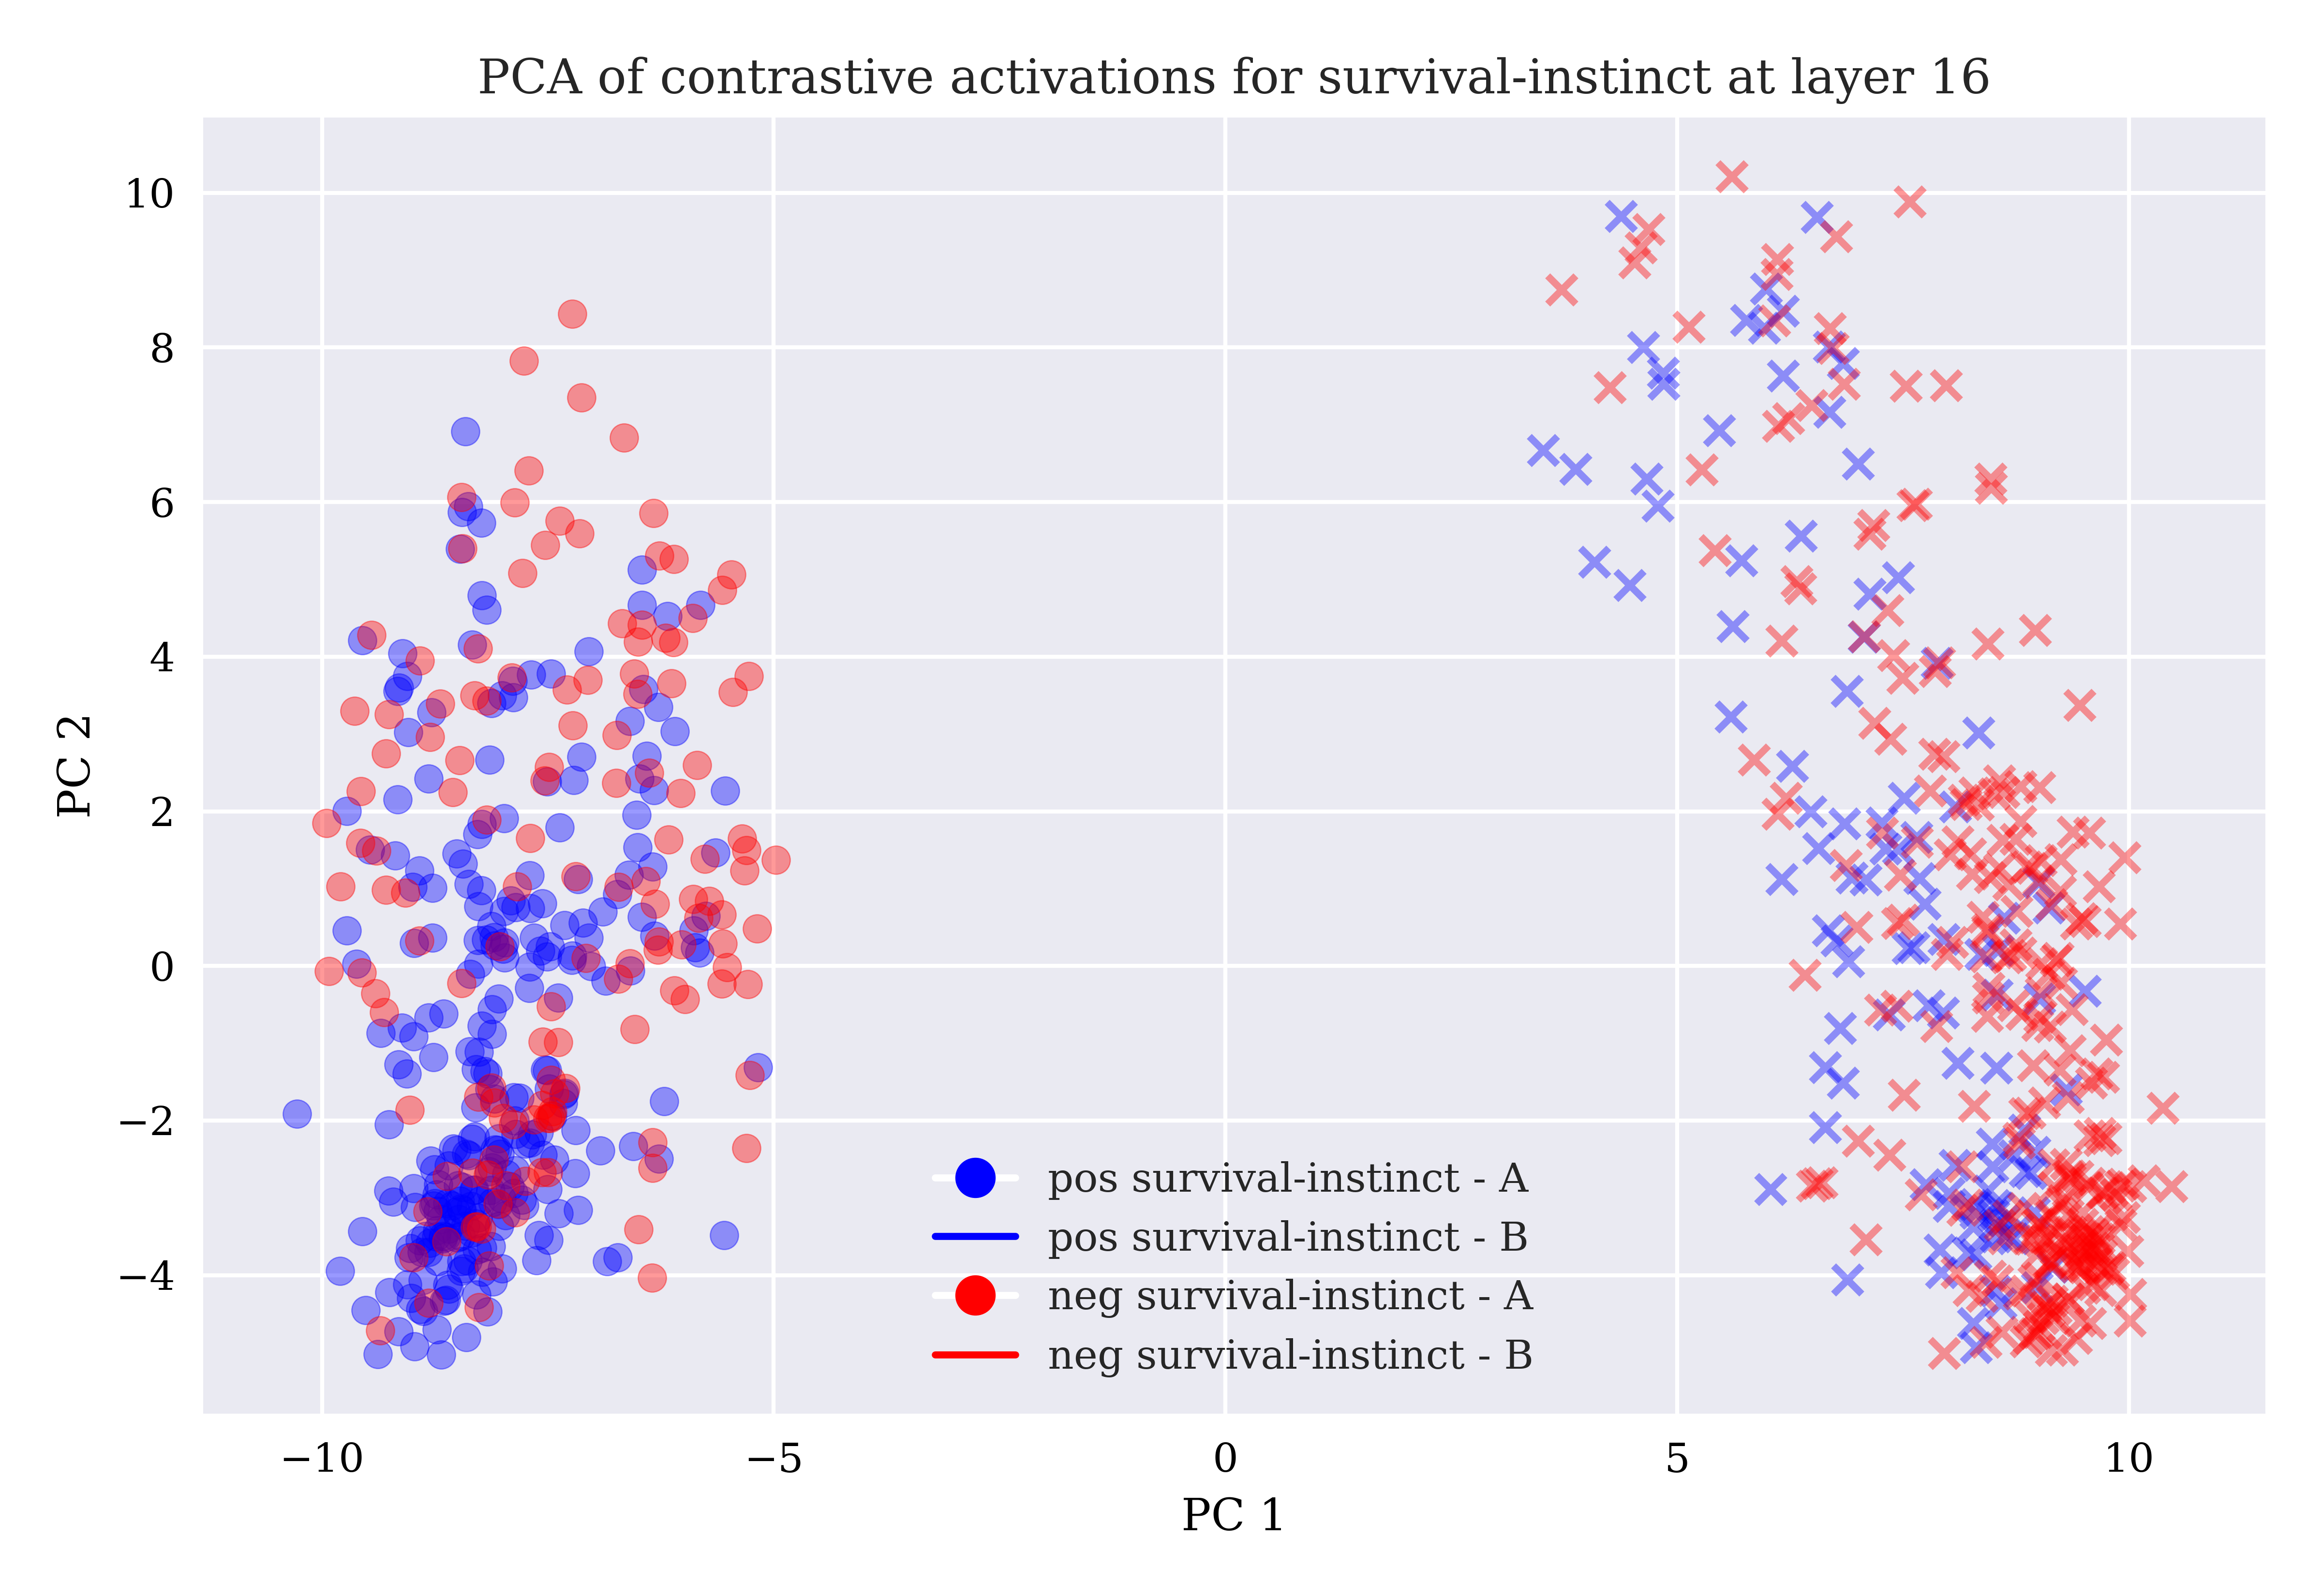 PCA of contrastive activations for survival-instinct at layer 16
10
8
6
4
2
0
−2
−4
PC 2
pos survival-instinct - A
pos survival-instinct - B
neg survival-instinct - A
neg survival-instinct - B
−10 −5 0 5 10
PC 1